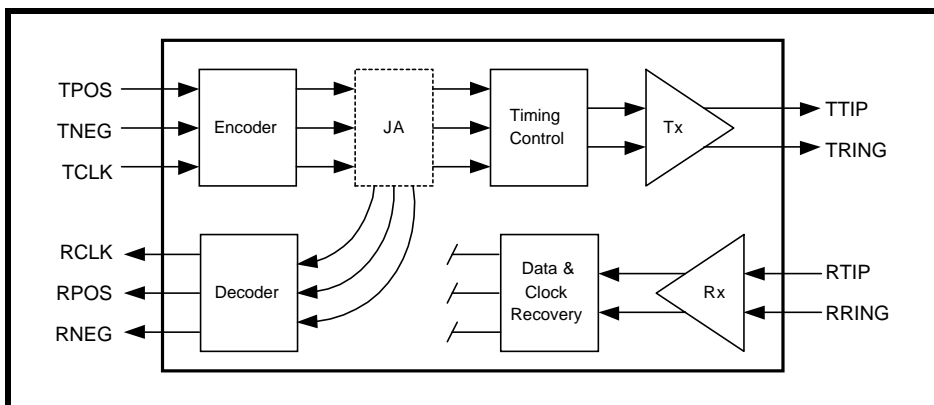 TPOS
TNEG
TCLK
Encoder
JA
Timing
Control
Tx
TTIP
TRING
RCLK
RPOS
RNEG
Decoder
Data &
Clock
Recovery
Rx
RTIP
RRING